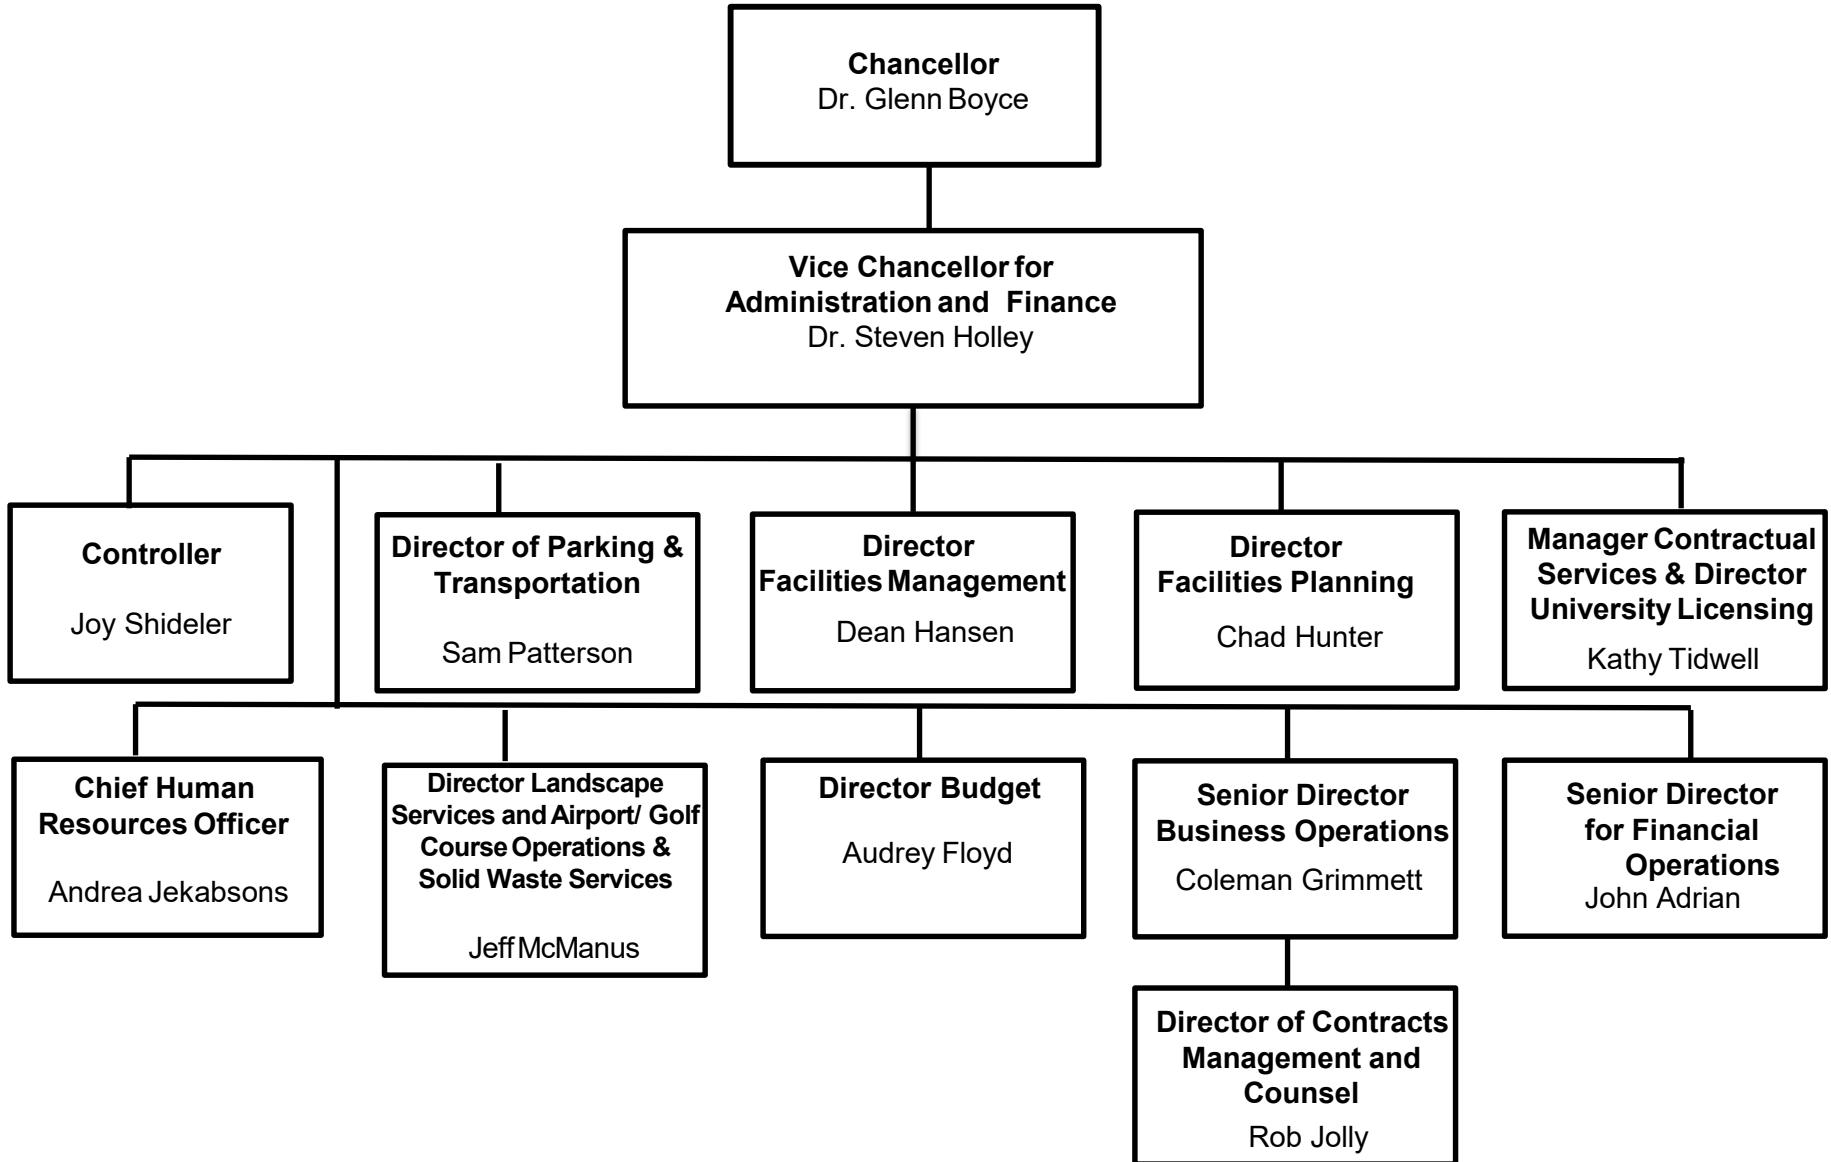 Chancellor
Dr. Glenn Boyce
Vice Chancellor for
Administration and Finance
Dr. Steven Holley
Controller
Joy Shideler
Director of Parking &
Transportation
Sam Patterson
Director
Facilities Management
Dean Hansen
Director
Facilities Planning
Chad Hunter
Manager Contractual
Services & Director
University Licensing
Kathy Tidwell
Chief Human
Resources Officer
Andrea Jekabsons
Director Landscape
Services and Airport/ Golf
Course Operations &
Solid Waste Services
Jeff McManus
Director Budget
Audrey Floyd
Senior Director
Business Operations
Coleman Grimmett
Senior Director
for Financial
Operations
John Adrian
Director of Contracts
Management and
Counsel
Rob Jolly